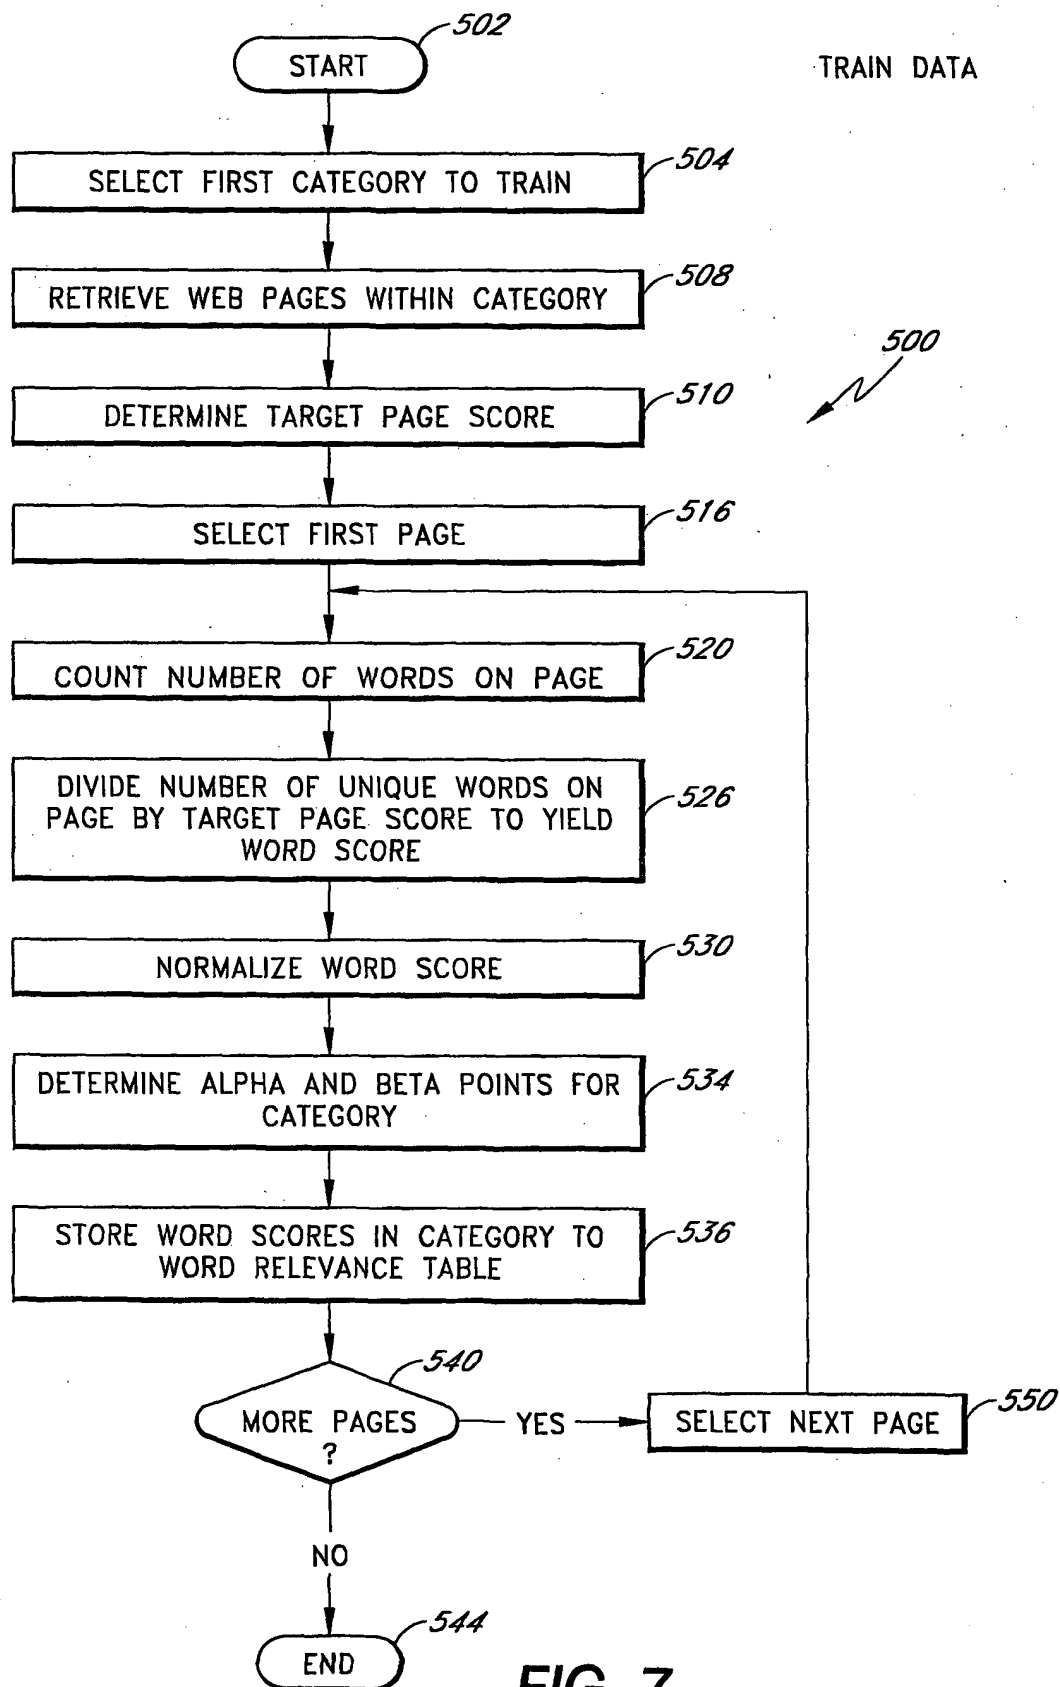 502
START
TRAIN DATA
504
SELECT FIRST CATEGORY TO TRAIN
508
RETRIEVE WEB PAGES WITHIN CATEGORY
500
510
DETERMINE TARGET PAGE SCORE
516
SELECT FIRST PAGE
520
COUNT NUMBER OF WORDS ON PAGE
526
DIVIDE NUMBER OF UNIQUE WORDS ON
PAGE BY TARGET PAGE SCORE TO YIELD
WORD SCORE
530
NORMALIZE WORD SCORE
534
DETERMINE ALPHA AND BETA POINTS FOR
CATEGORY
536
STORE WORD SCORES IN CATEGORY TO
WORD RELEVANCE TABLE
540
MORE PAGES
?
YES
SELECT NEXT PAGE
550
NO
544
END
FIG. 7